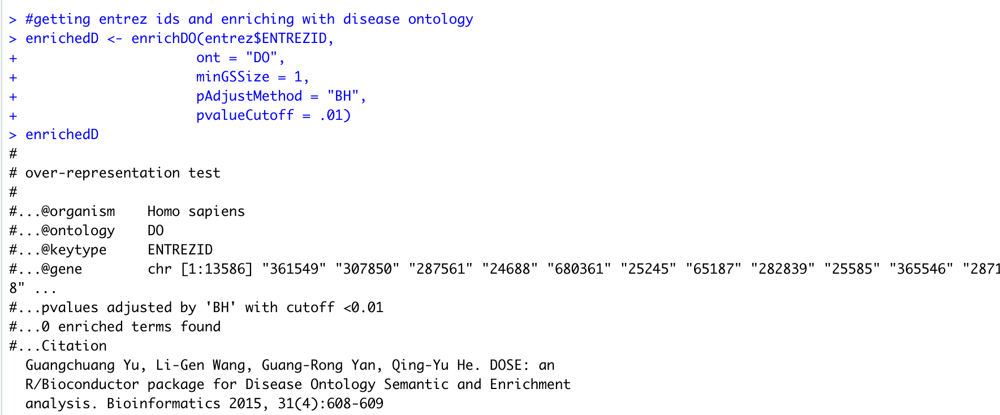 > #getting entrez ids and enriching with disease ontology
> enrichedD <- enrichDO(entrez$ENTREZID,
+                      ont = "DO",
+                      minGSSize = 1,
+                      pAdjustMethod = "BH",
+                      pvalueCutoff = .01)
> enrichedD
#
# over-representation test
#
#...@organism    Homo sapiens
#...@ontology    DO
#...@keytype     ENTREZID
#...@gene        chr [1:13586] "361549" "307850" "287561" "24688" "680361" "25245" "65187" "282839" "25585" "365546" "2871
8" ...
#...pvalues adjusted by 'BH' with cutoff <0.01
#...0 enriched terms found
#...Citation
  Guangchuang Yu, Li-Gen Wang, Guang-Rong Yan, Qing-Yu He. DOSE: an
  R/Bioconductor package for Disease Ontology Semantic and Enrichment
  analysis. Bioinformatics 2015, 31(4):608-609